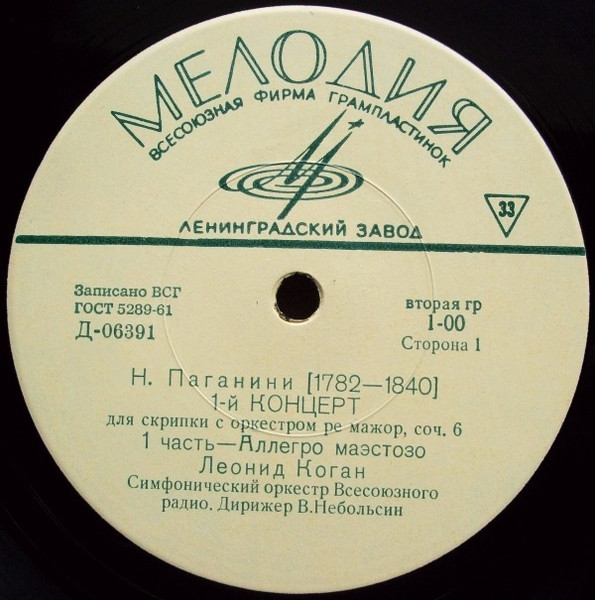 МЕЛОДИЯ
ВСЕСОЮЗНАЯ ФИРМА ГРАМПЛАСТИНОК
33
ЛЕНИНГРАДСКИЙ ЗАВОД
Записано ВСГ
ГОСТ 5289-61
Д-06391
вторая гр
1-00
Сторона 1
Н. Паганини [1782—1840]
1-й КОНЦЕРТ
для скрипки с оркестром ре мажор, соч. 6
1 часть—Аллегро маэстозо
Леонид Коган
Симфонический оркестр Всесоюзного
радио. Дирижер В.Небольсин